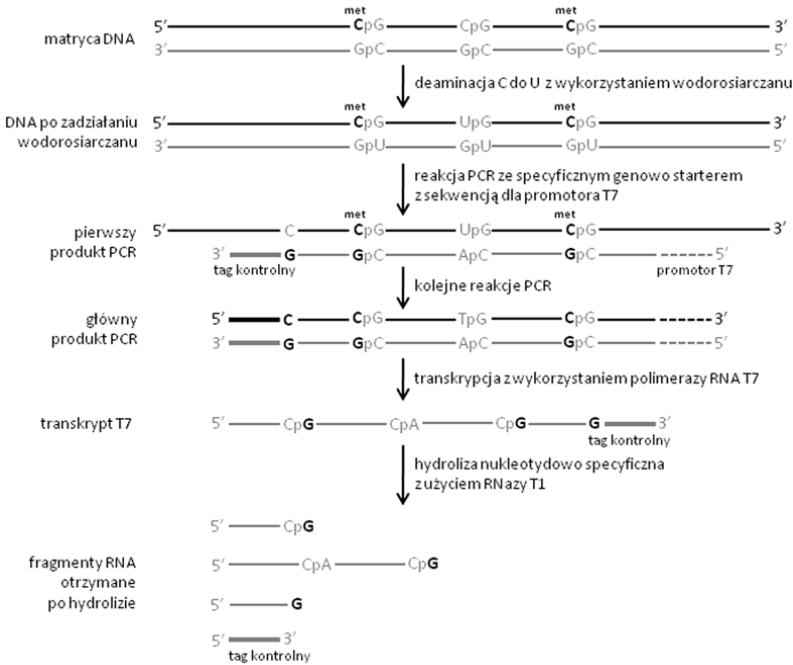 met met
5′ CpG CpG CpG 3′
matryca DNA
3′ GpC GpC GpC 5′
deaminacja C do U z wykorzystaniem wodorosiarczanu
met met
DNA po zadziałaniu 5′ CpG UpG CpG 3′
wodorosiarczanu 3′ GpU GpU GpU 5′
reakcja PCR ze specyficznym genowo starterem
z sekwencją dla promotora T7
met met
pierwszy 5′ C CpG UpG CpG 3′
produkt PCR 3′ G GpC ApC GpC 5′
tag kontrolny promotor T7
kolejne reakcje PCR
główny 5′ C CpG TpG CpG 3′
produkt PCR 3′ G GpC ApC GpC 5′
transkrypcja z wykorzystaniem polimerazy RNA T7
transkrypt T7 5′ CpG CpA CpG G 3′
tag kontrolny
hydroliza nukleotydowo specyficzna
z użyciem RNazy T1
5′ CpG
fragmenty RNA 5′ CpA CpG
otrzymane
po hydrolizie 5′ G
5′ 3′
tag kontrolny